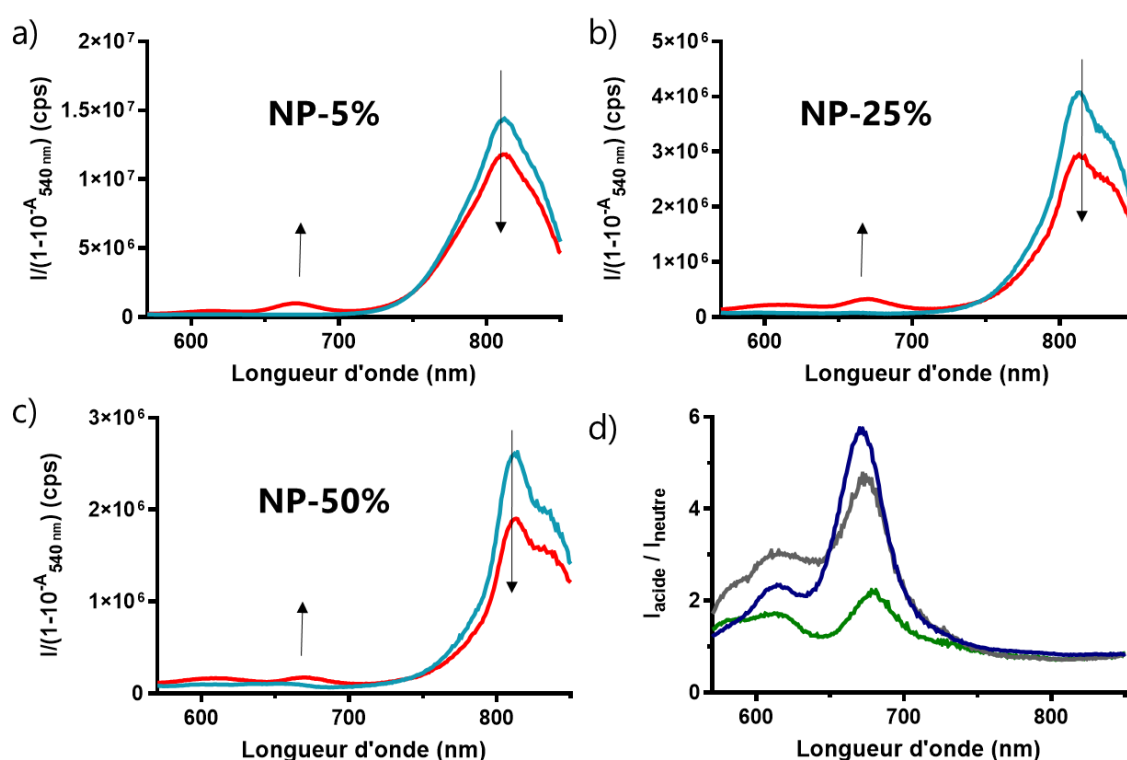 a)
2×10⁷
1.5×10⁷
1×10⁷
5×10⁶
0
I/(1-10⁻ᴬ 540 nm) (cps)
NP-5%
600 700 800
Longueur d'onde (nm)
b)
5×10⁶
4×10⁶
3×10⁶
2×10⁶
1×10⁶
0
I/(1-10⁻ᴬ 540 nm) (cps)
NP-25%
600 700 800
Longueur d'onde (nm)
c)
3×10⁶
2×10⁶
1×10⁶
0
I/(1-10⁻ᴬ 540 nm) (cps)
NP-50%
600 700 800
Longueur d'onde (nm)
d)
6
4
2
0
Iacide / Ineutre
600 700 800
Longueur d'onde (nm)